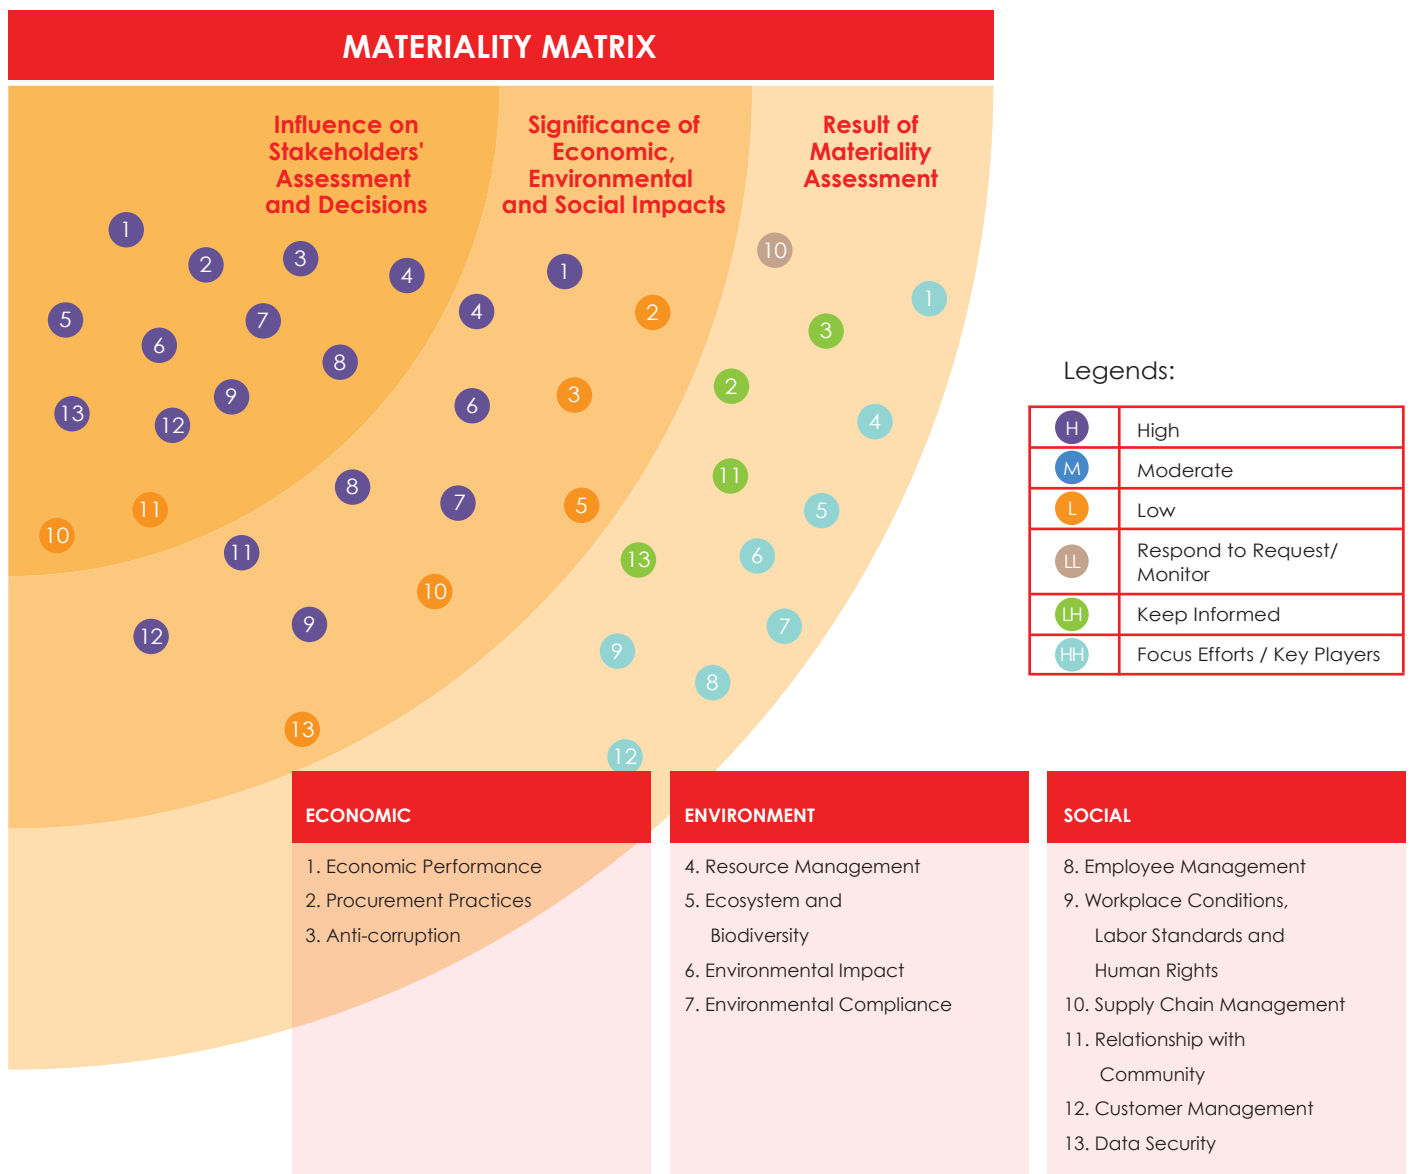 MATERIALITY MATRIX
Influence on
Stakeholders'
Assessment
and Decisions
Significance of
Economic,
Environmental
and Social Impacts
Result of
Materiality
Assessment
1
2
3
4
5
6
7
8
9
13
12
11
10
1
4
2
3
6
8
7
5
11
10
9
12
13
10
1
3
2
4
11
5
13
6
7
9
8
12
Legends:
H High
M Moderate
L Low
LL Respond to Request/
Monitor
LH Keep Informed
HH Focus Efforts / Key Players
ECONOMIC
1. Economic Performance
2. Procurement Practices
3. Anti-corruption
ENVIRONMENT
4. Resource Management
5. Ecosystem and
Biodiversity
6. Environmental Impact
7. Environmental Compliance
SOCIAL
8. Employee Management
9. Workplace Conditions,
Labor Standards and
Human Rights
10. Supply Chain Management
11. Relationship with
Community
12. Customer Management
13. Data Security